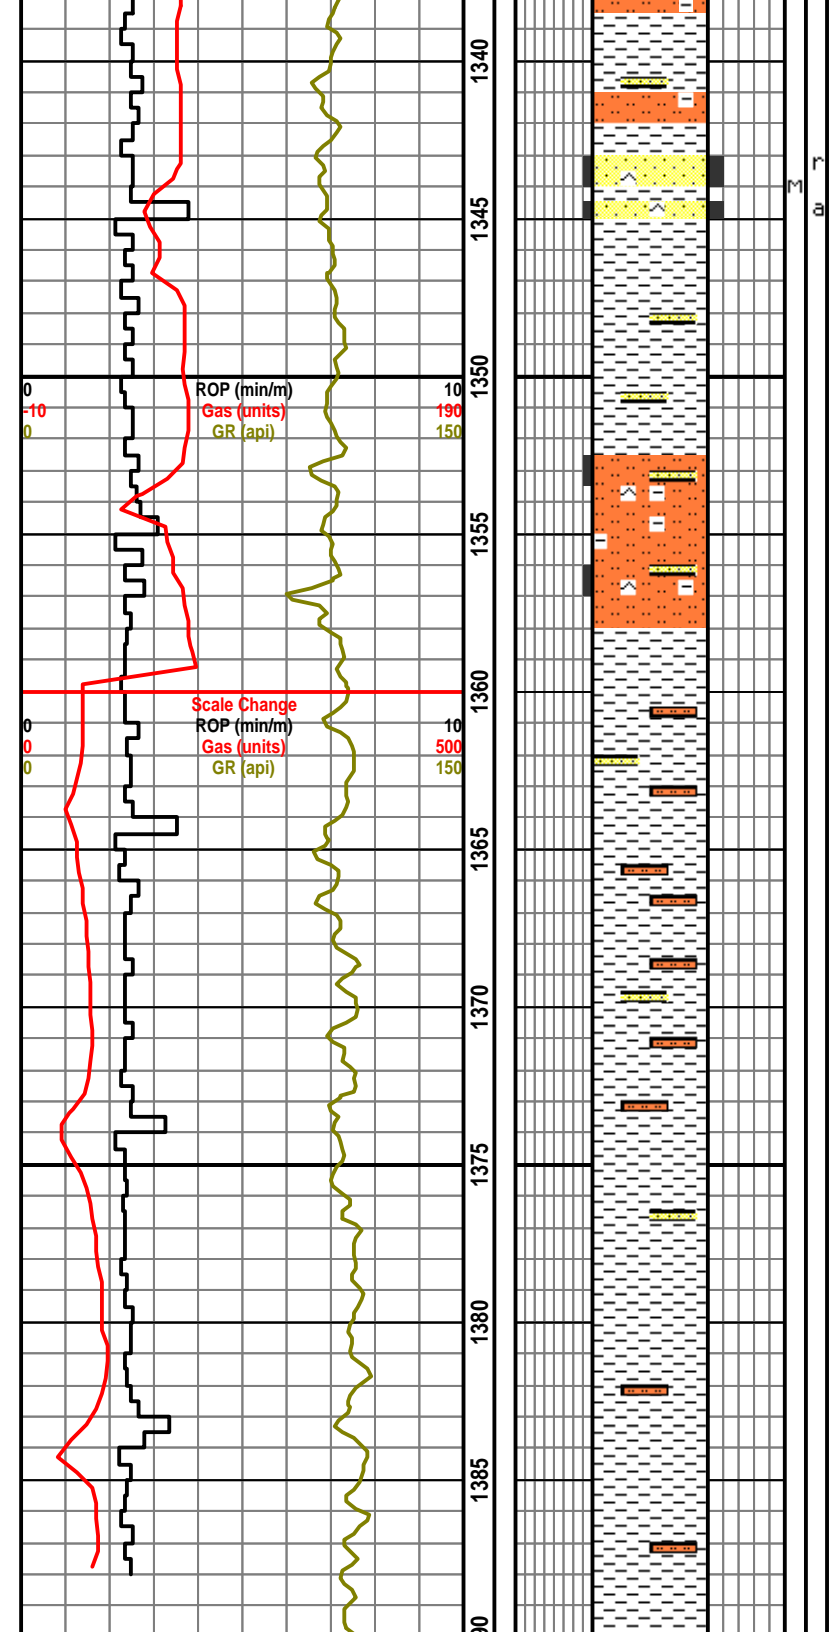 1340
r
M
a
1345
1350
0 ROP (min/m) 10
-10 Gas (units) 190
0 GR (api) 150
1355
1360
Scale Change
0 ROP (min/m) 10
0 Gas (units) 500
0 GR (api) 150
1365
1370
1375
1380
1385
90